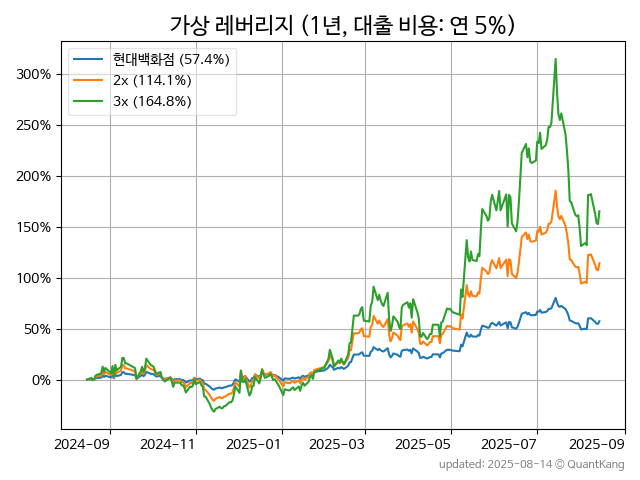 가상 레버리지 (1년, 대출 비용: 연 5%)
현대백화점 (57.4%)
2x (114.1%)
3x (164.8%)
300%
250%
200%
150%
100%
50%
0%
2024-09 2024-11 2025-01 2025-03 2025-05 2025-07 2025-09
updated: 2025-08-14 © QuantKang